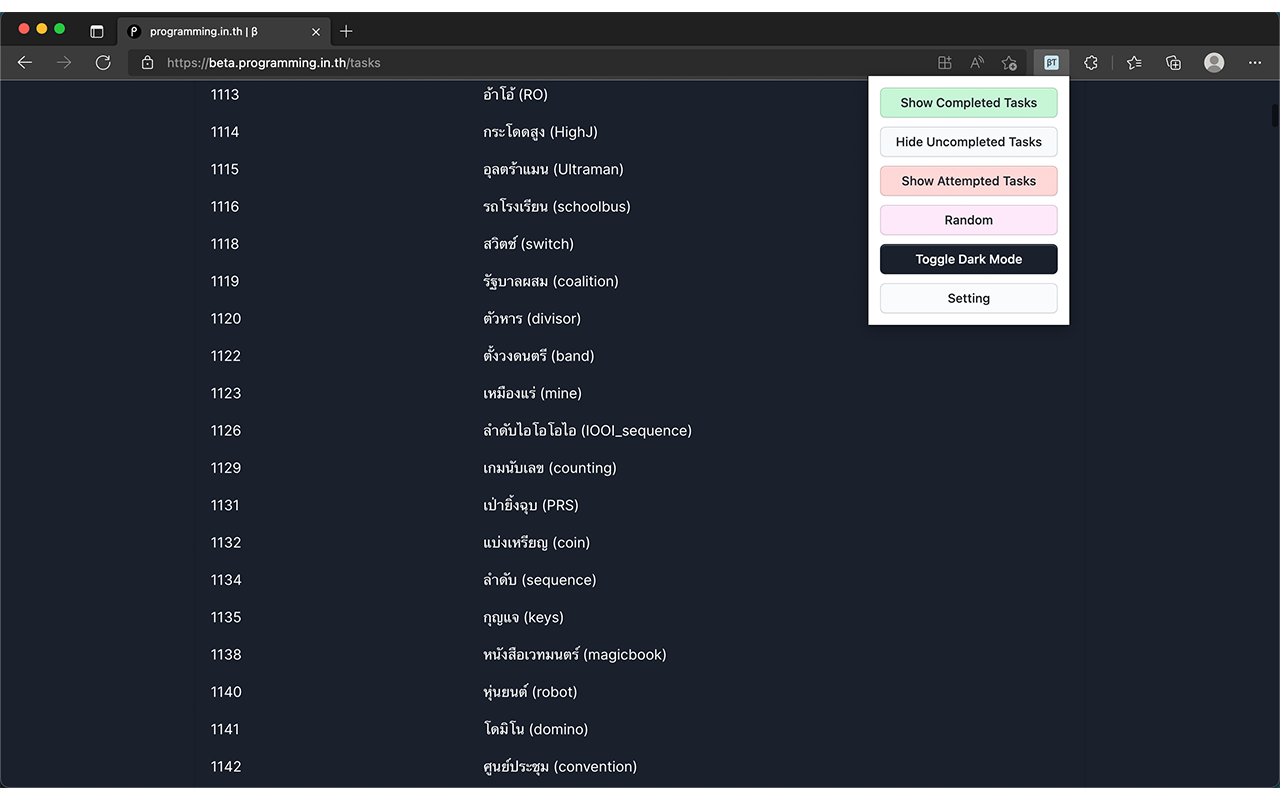 programming.in.th | β
https://beta.programming.in.th/tasks
βT
Show Completed Tasks
Hide Uncompleted Tasks
Show Attempted Tasks
Random
Toggle Dark Mode
Setting
1113 อ้าโอ้ (RO)
1114 กระโดดสูง (HighJ)
1115 อุลตร้าแมน (Ultraman)
1116 รถโรงเรียน (schoolbus)
1118 สวิตช์ (switch)
1119 รัฐบาลผสม (coalition)
1120 ตัวหาร (divisor)
1122 ตั้งวงดนตรี (band)
1123 เหมืองแร่ (mine)
1126 ลำดับไอโอโอไอ (IOOI_sequence)
1129 เกมนับเลข (counting)
1131 เป่ายิ้งฉุบ (PRS)
1132 แบ่งเหรียญ (coin)
1134 ลำดับ (sequence)
1135 กุญแจ (keys)
1138 หนังสือเวทมนตร์ (magicbook)
1140 หุ่นยนต์ (robot)
1141 โดมิโน (domino)
1142 ศูนย์ประชุม (convention)